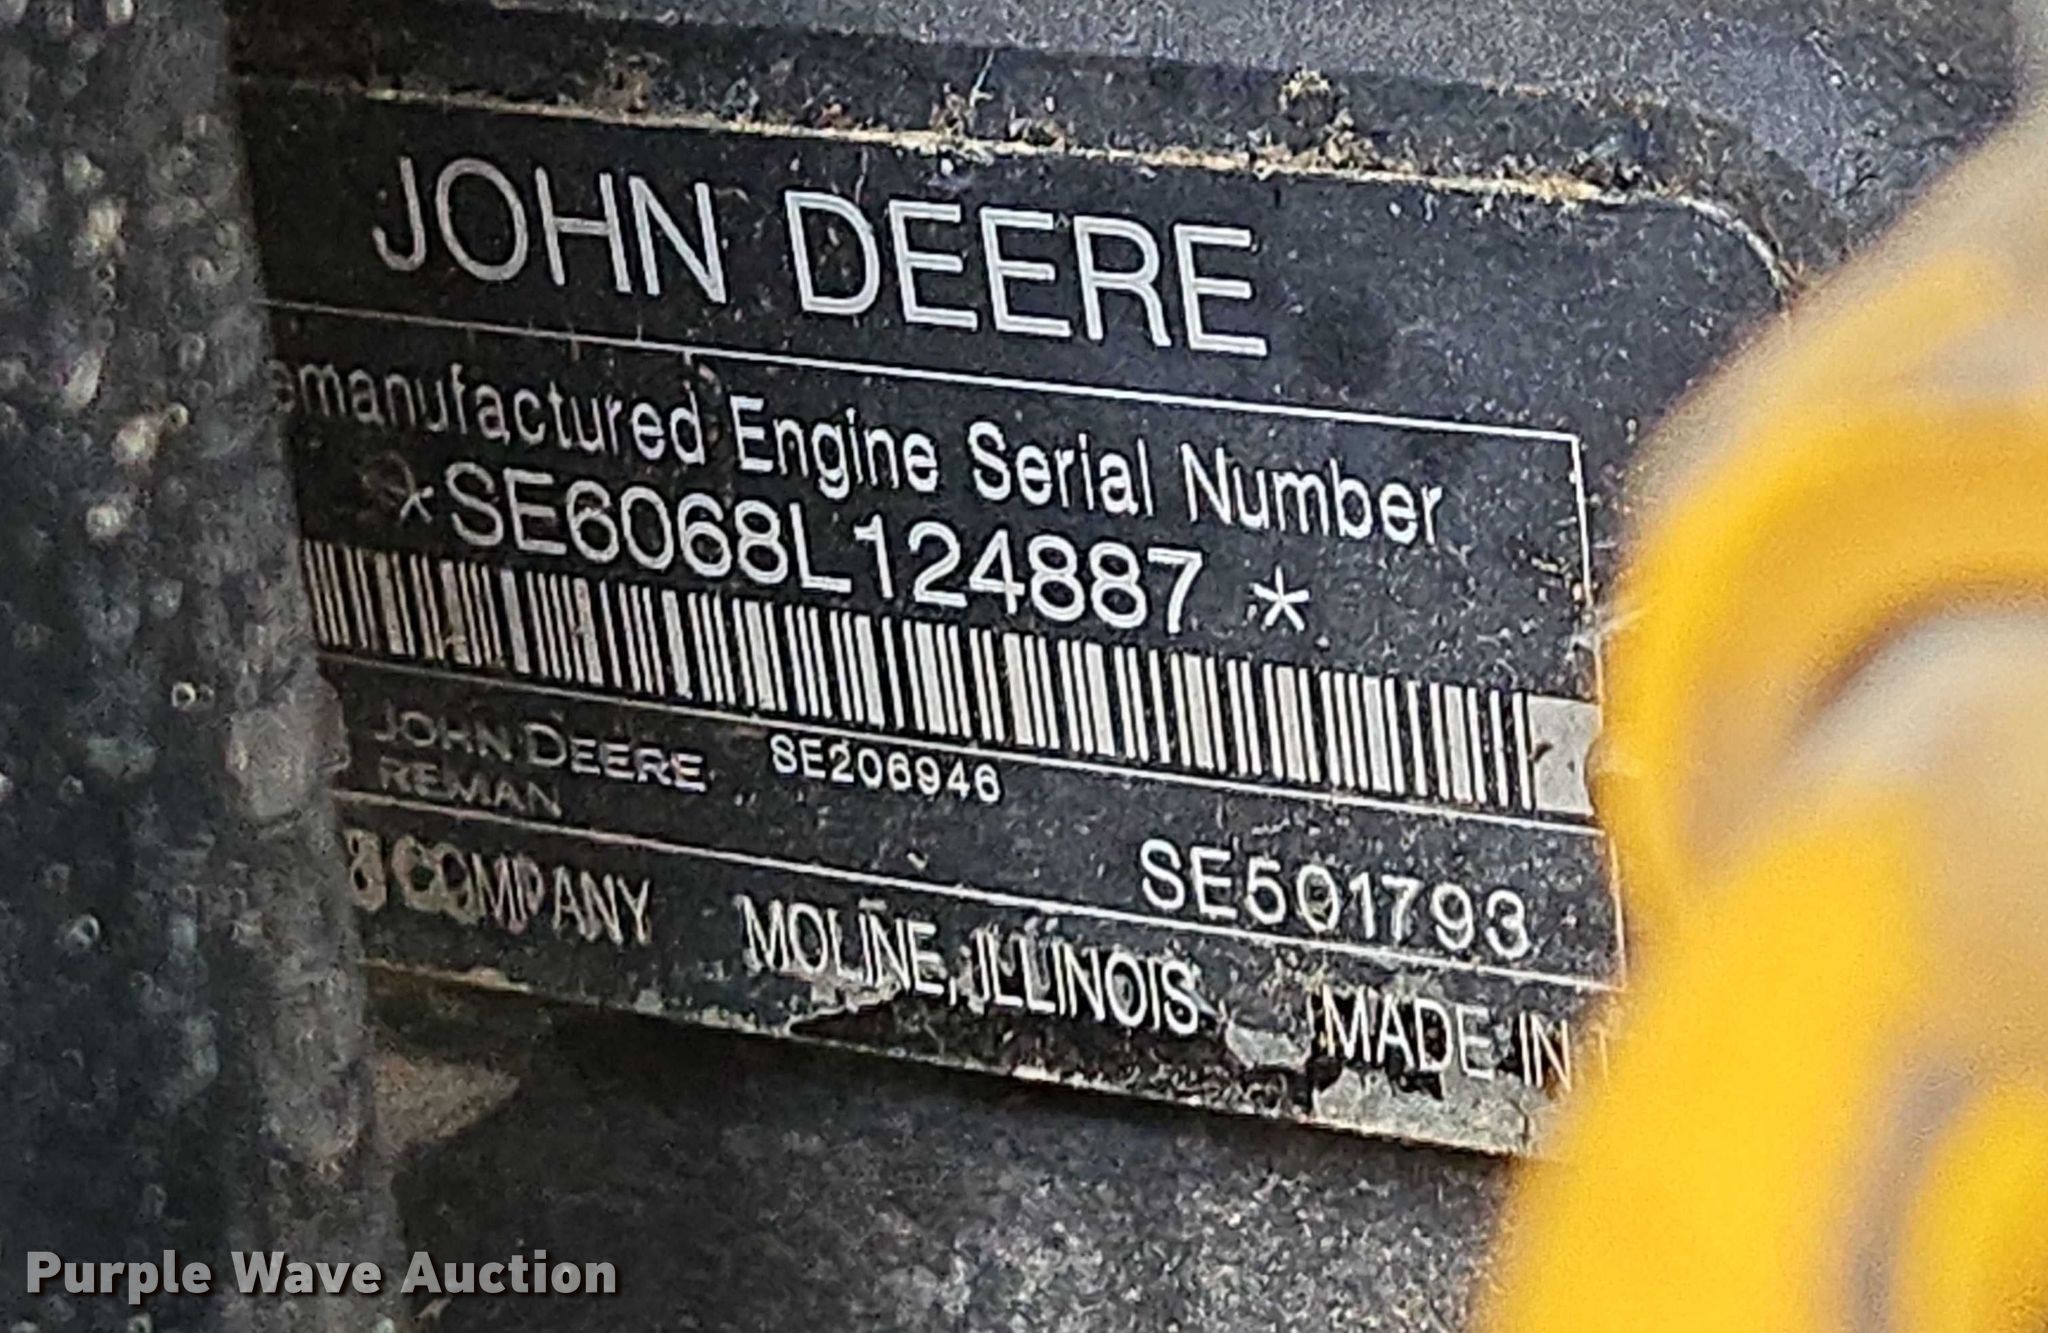 JOHN DEERE
emanufactured Engine Serial Number
*SE6068L124887 *
JOHN DEERE SE206946
REMAN
SE501793
& COMPANY MOLINE, ILLINOIS MADE IN
Purple Wave Auction